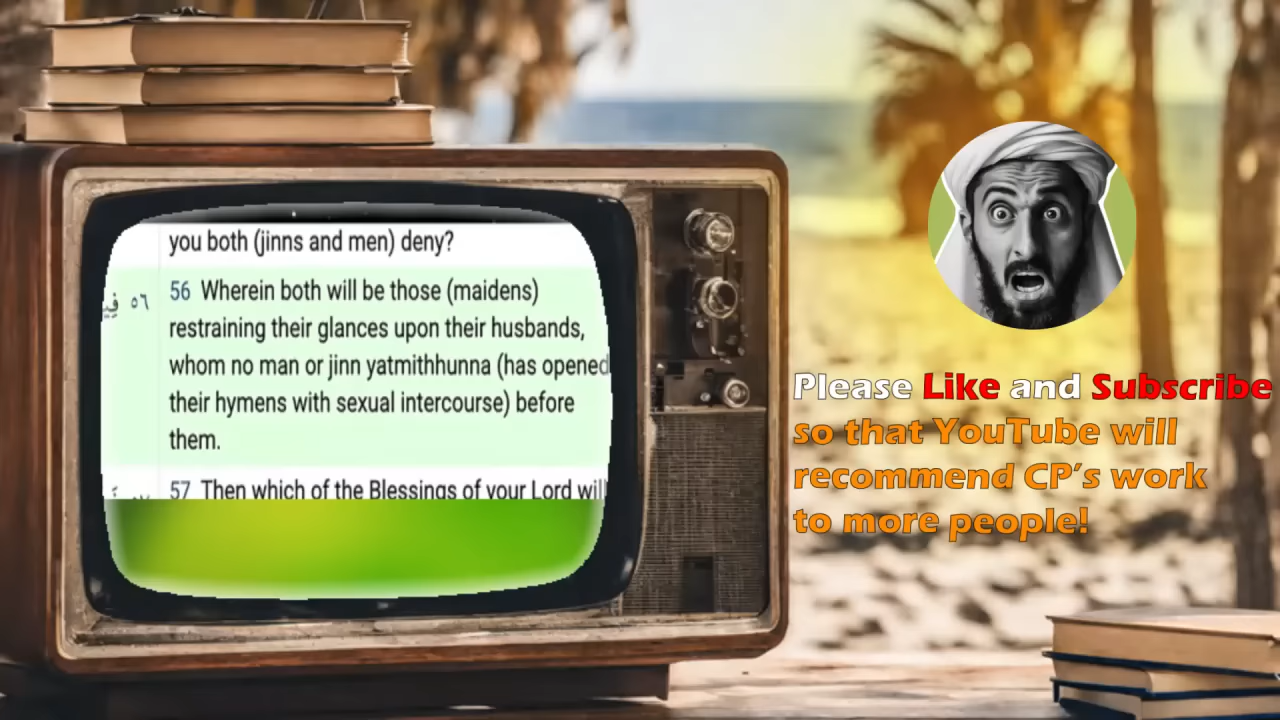 you both (jinns and men) deny?
56 Wherein both will be those (maidens)
٥٦
restraining their glances upon their husbands,
whom no man or jinn yatmithhunna (has opened
their hymens with sexual intercourse) before
them.
57 Then which of the Blessings of your Lord will
Please Like and Subscribe
so that YouTube will
recommend CP's work
to more people!